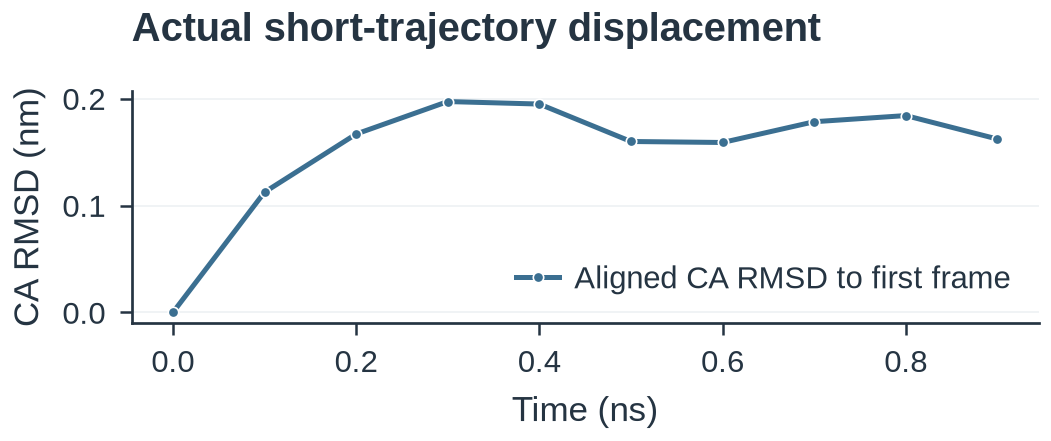 Actual short-trajectory displacement
CA RMSD (nm)
0.2
0.1
0.0
Aligned CA RMSD to first frame
0.0 0.2 0.4 0.6 0.8
Time (ns)